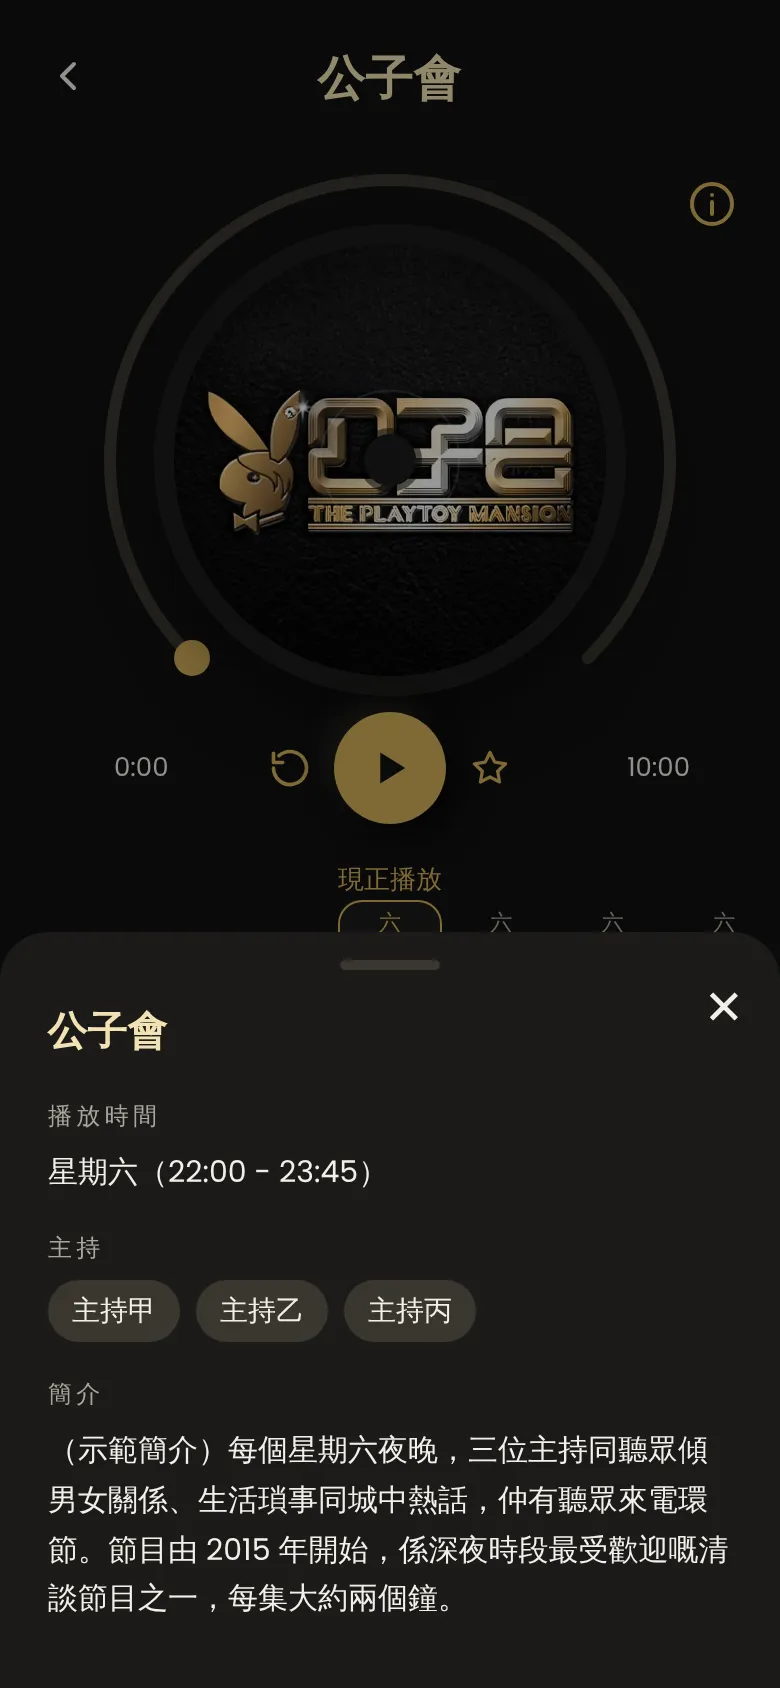 公子會
THE PLAYTOY MANSION
0:00
10:00
現正播放
六 六 六 六
公子會
播放時間
星期六（22:00 - 23:45）
主持
主持甲 主持乙 主持丙
簡介
（示範簡介）每個星期六夜晚，三位主持同聽眾傾
男女關係、生活瑣事同城中熱話，仲有聽眾來電環
節。節目由 2015 年開始，係深夜時段最受歡迎嘅清
談節目之一，每集大約兩個鐘。